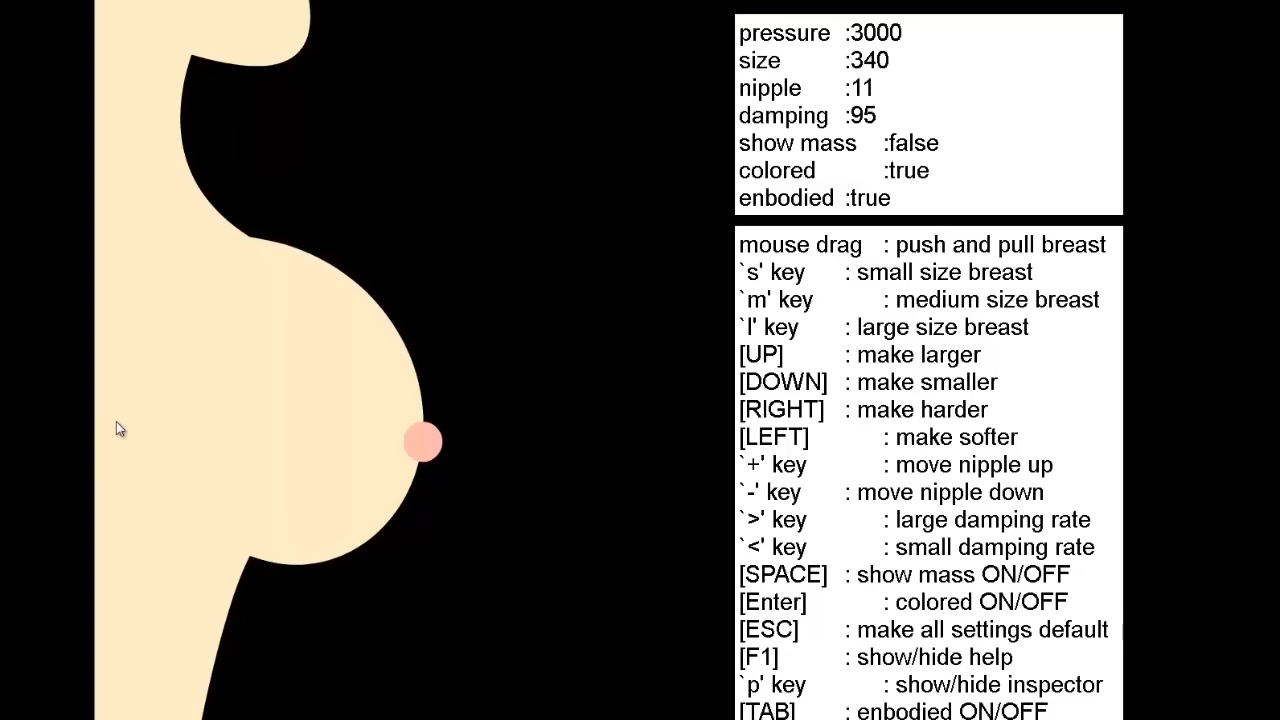 pressure :3000
size :340
nipple :11
damping :95
show mass :false
colored :true
enbodied :true
mouse drag : push and pull breast
`s' key : small size breast
`m' key : medium size breast
`l' key : large size breast
[UP] : make larger
[DOWN] : make smaller
[RIGHT] : make harder
[LEFT] : make softer
`+' key : move nipple up
`-' key : move nipple down
`>' key : large damping rate
`<' key : small damping rate
[SPACE] : show mass ON/OFF
[Enter] : colored ON/OFF
[ESC] : make all settings default
[F1] : show/hide help
`p' key : show/hide inspector
[TAB] : enbodied ON/OFF